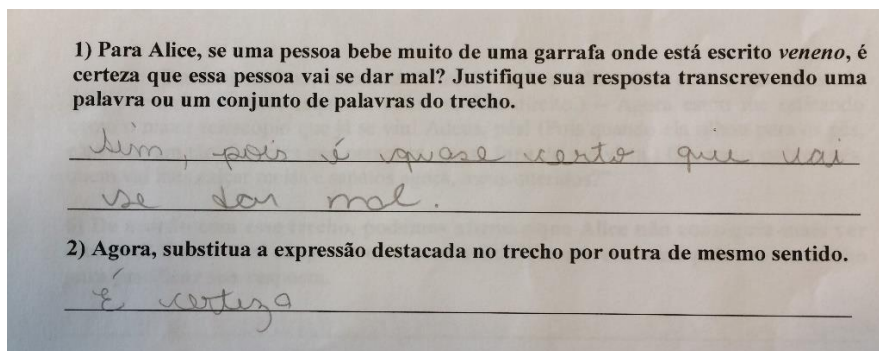 1) Para Alice, se uma pessoa bebe muito de uma garrafa onde está escrito veneno, é
certeza que essa pessoa vai se dar mal? Justifique sua resposta transcrevendo uma
palavra ou um conjunto de palavras do trecho.
Sim, pois é quase certo que vai
se dar mal.
2) Agora, substitua a expressão destacada no trecho por outra de mesmo sentido.
É certeza